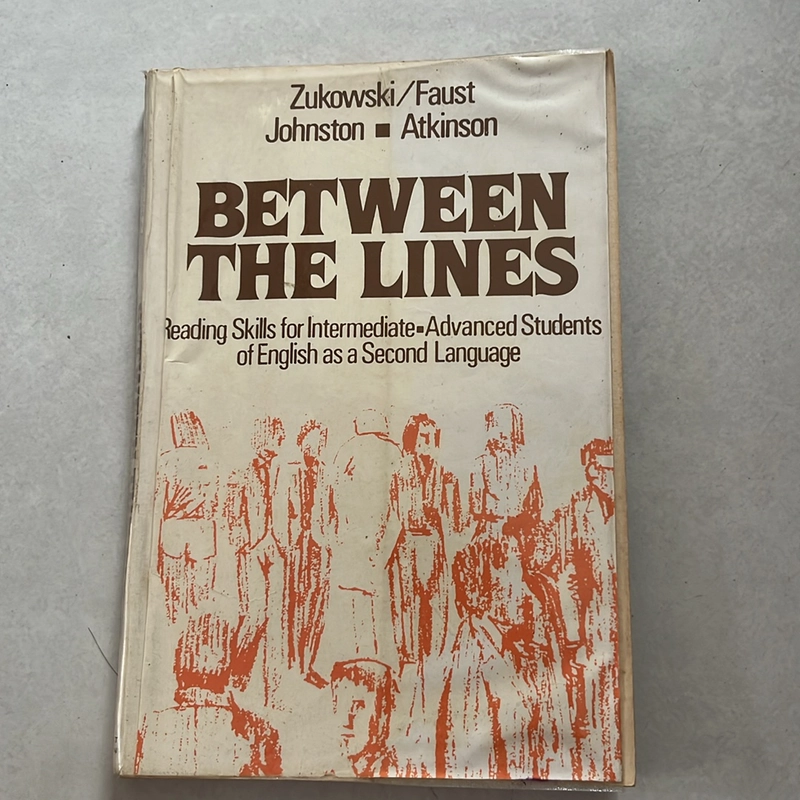 Zukowski/Faust
Johnston ■ Atkinson
BETWEEN
THE LINES
Reading Skills for Intermediate▪Advanced Students
of English as a Second Language